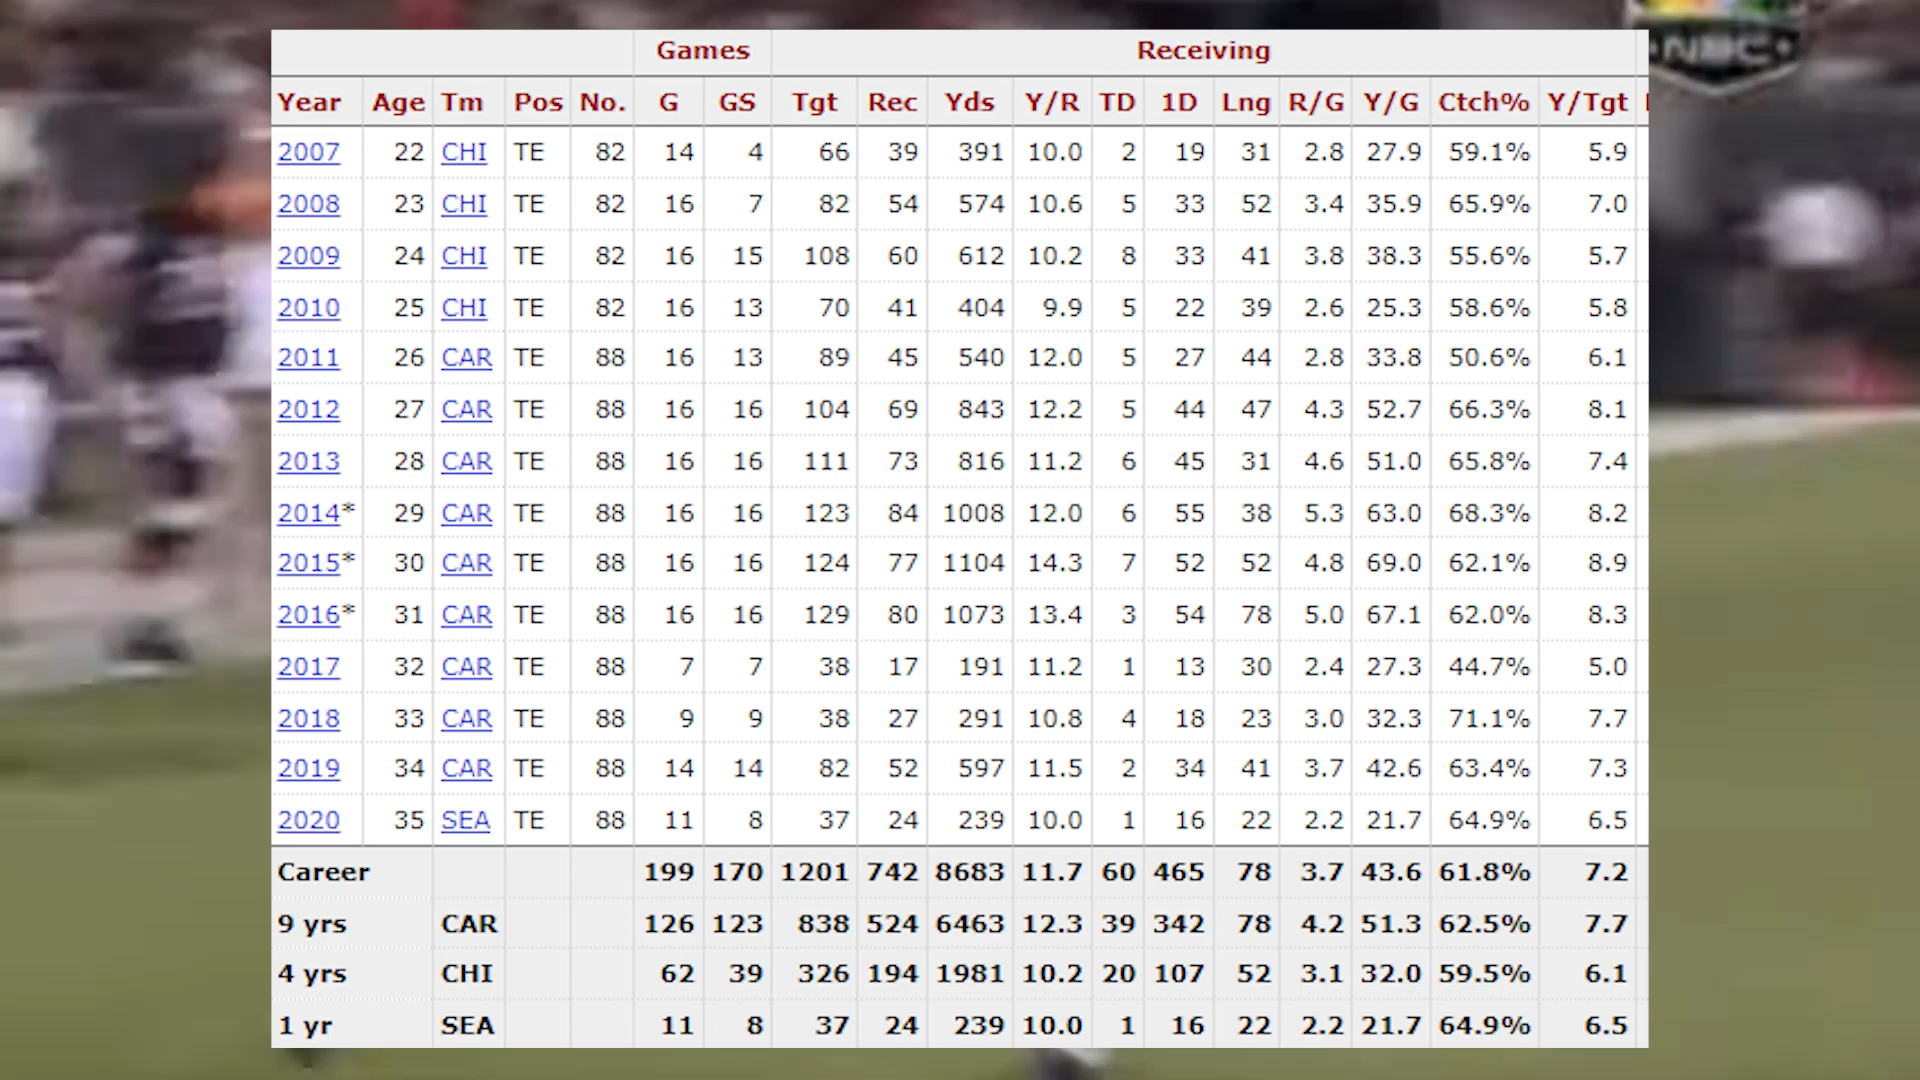 Games Receiving
Year Age Tm Pos No. G GS Tgt Rec Yds Y/R TD 1D Lng R/G Y/G Ctch% Y/Tgt
2007 22 CHI TE 82 14 4 66 39 391 10.0 2 19 31 2.8 27.9 59.1% 5.9
2008 23 CHI TE 82 16 7 82 54 574 10.6 5 33 52 3.4 35.9 65.9% 7.0
2009 24 CHI TE 82 16 15 108 60 612 10.2 8 33 41 3.8 38.3 55.6% 5.7
2010 25 CHI TE 82 16 13 70 41 404 9.9 5 22 39 2.6 25.3 58.6% 5.8
2011 26 CAR TE 88 16 13 89 45 540 12.0 5 27 44 2.8 33.8 50.6% 6.1
2012 27 CAR TE 88 16 16 104 69 843 12.2 5 44 47 4.3 52.7 66.3% 8.1
2013 28 CAR TE 88 16 16 111 73 816 11.2 6 45 31 4.6 51.0 65.8% 7.4
2014* 29 CAR TE 88 16 16 123 84 1008 12.0 6 55 38 5.3 63.0 68.3% 8.2
2015* 30 CAR TE 88 16 16 124 77 1104 14.3 7 52 52 4.8 69.0 62.1% 8.9
2016* 31 CAR TE 88 16 16 129 80 1073 13.4 3 54 78 5.0 67.1 62.0% 8.3
2017 32 CAR TE 88 7 7 38 17 191 11.2 1 13 30 2.4 27.3 44.7% 5.0
2018 33 CAR TE 88 9 9 38 27 291 10.8 4 18 23 3.0 32.3 71.1% 7.7
2019 34 CAR TE 88 14 14 82 52 597 11.5 2 34 41 3.7 42.6 63.4% 7.3
2020 35 SEA TE 88 11 8 37 24 239 10.0 1 16 22 2.2 21.7 64.9% 6.5
Career 199 170 1201 742 8683 11.7 60 465 78 3.7 43.6 61.8% 7.2
9 yrs CAR 126 123 838 524 6463 12.3 39 342 78 4.2 51.3 62.5% 7.7
4 yrs CHI 62 39 326 194 1981 10.2 20 107 52 3.1 32.0 59.5% 6.1
1 yr SEA 11 8 37 24 239 10.0 1 16 22 2.2 21.7 64.9% 6.5
NBC